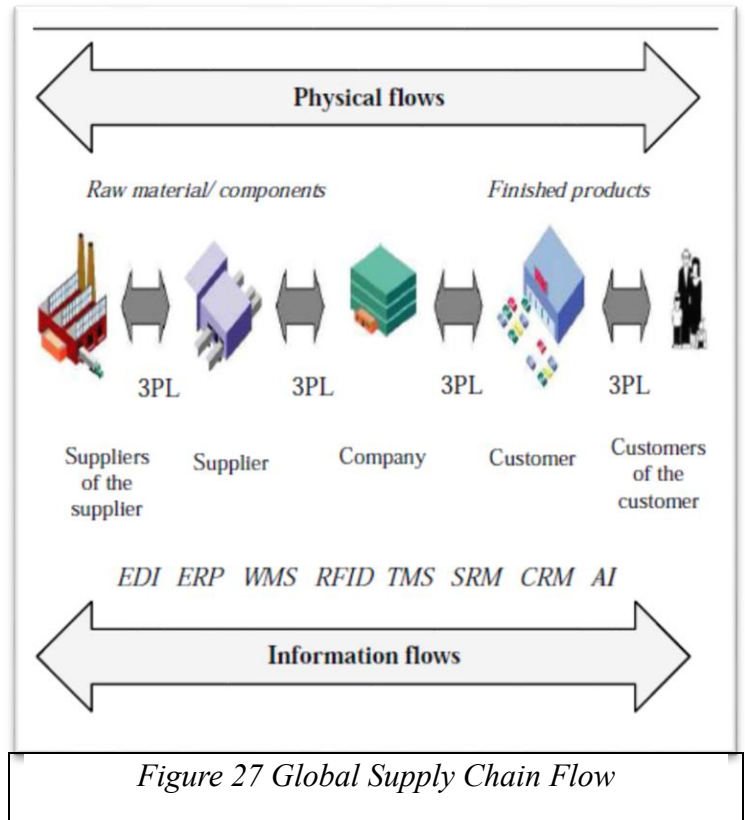 Physical flows
Raw material/ components Finished products
3PL 3PL 3PL 3PL
Suppliers of the supplier
Supplier
Company
Customer
Customers of the customer
EDI ERP WMS RFID TMS SRM CRM AI
Information flows
Figure 27 Global Supply Chain Flow